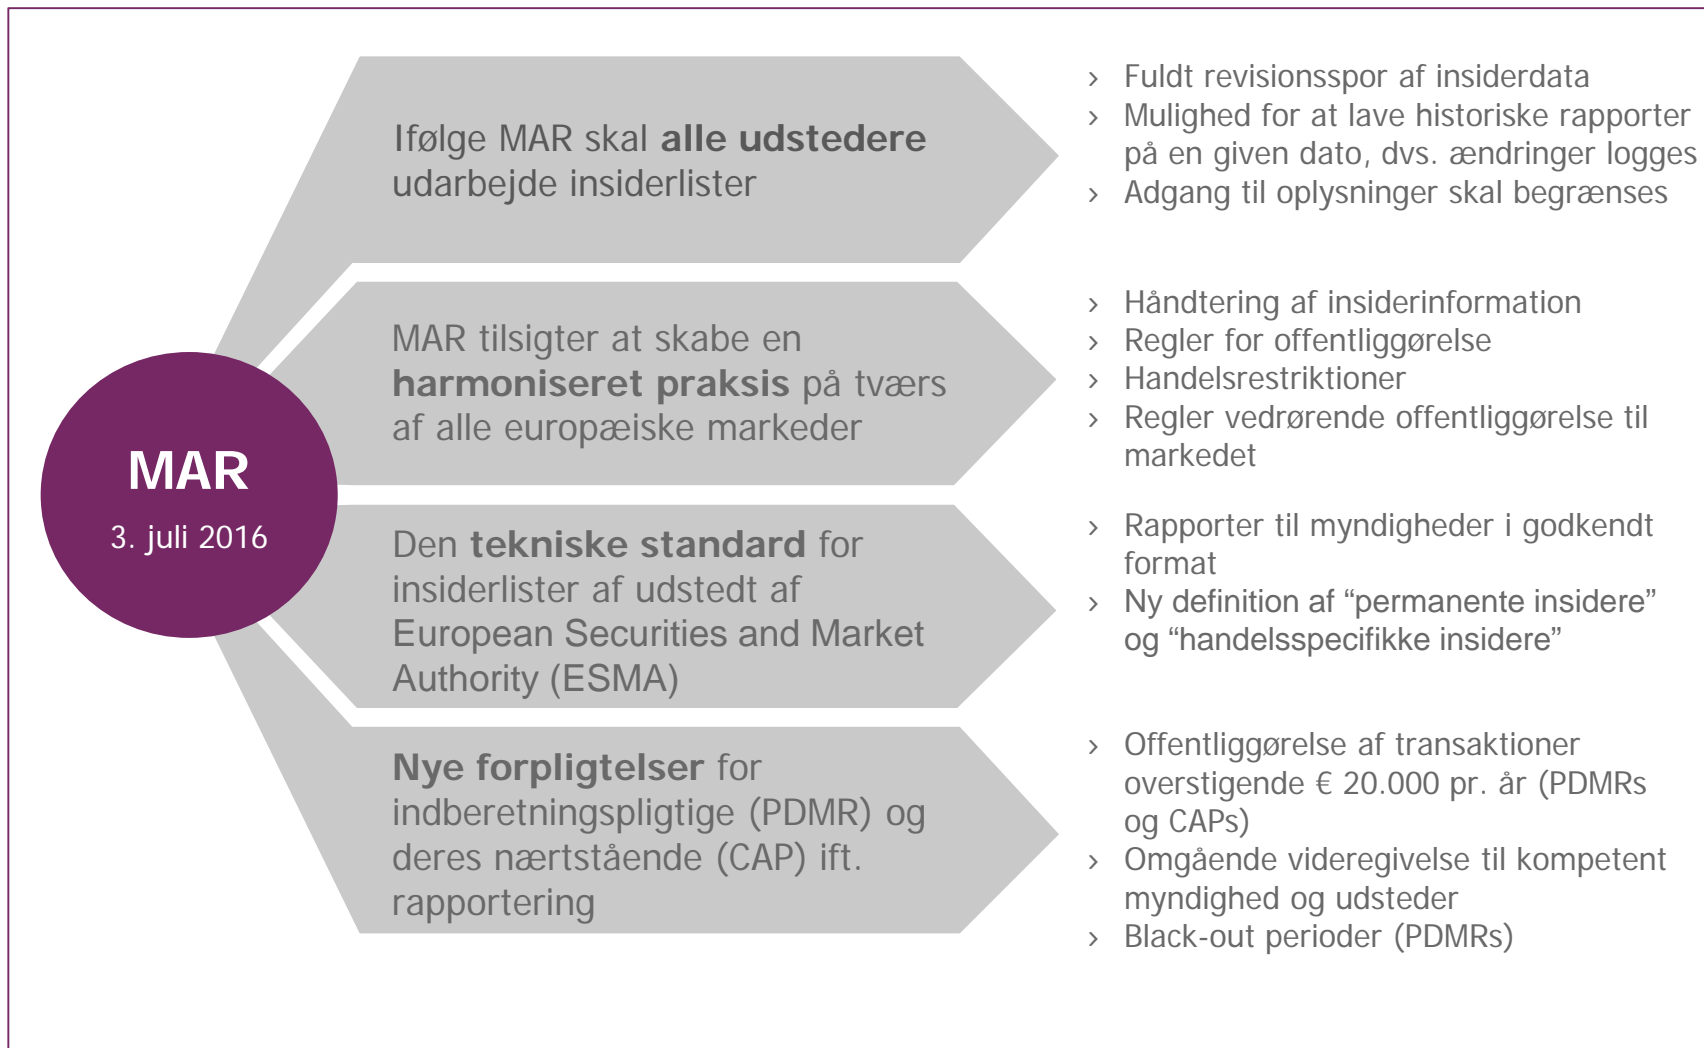 MAR
3. juli 2016
Ifølge MAR skal alle udstedere
udarbejde insiderlister
› Fuldt revisionsspor af insiderdata
› Mulighed for at lave historiske rapporter
på en given dato, dvs. ændringer logges
› Adgang til oplysninger skal begrænses
MAR tilsigter at skabe en
harmoniseret praksis på tværs
af alle europæiske markeder
› Håndtering af insiderinformation
› Regler for offentliggørelse
› Handelsrestriktioner
› Regler vedrørende offentliggørelse til
markedet
Den tekniske standard for
insiderlister af udstedt af
European Securities and Market
Authority (ESMA)
› Rapporter til myndigheder i godkendt
format
› Ny definition af “permanente insidere”
og “handelsspecifikke insidere”
Nye forpligtelser for
indberetningspligtige (PDMR) og
deres nærtstående (CAP) ift.
rapportering
› Offentliggørelse af transaktioner
overstigende € 20.000 pr. år (PDMRs
og CAPs)
› Omgående videregivelse til kompetent
myndighed og udsteder
› Black-out perioder (PDMRs)